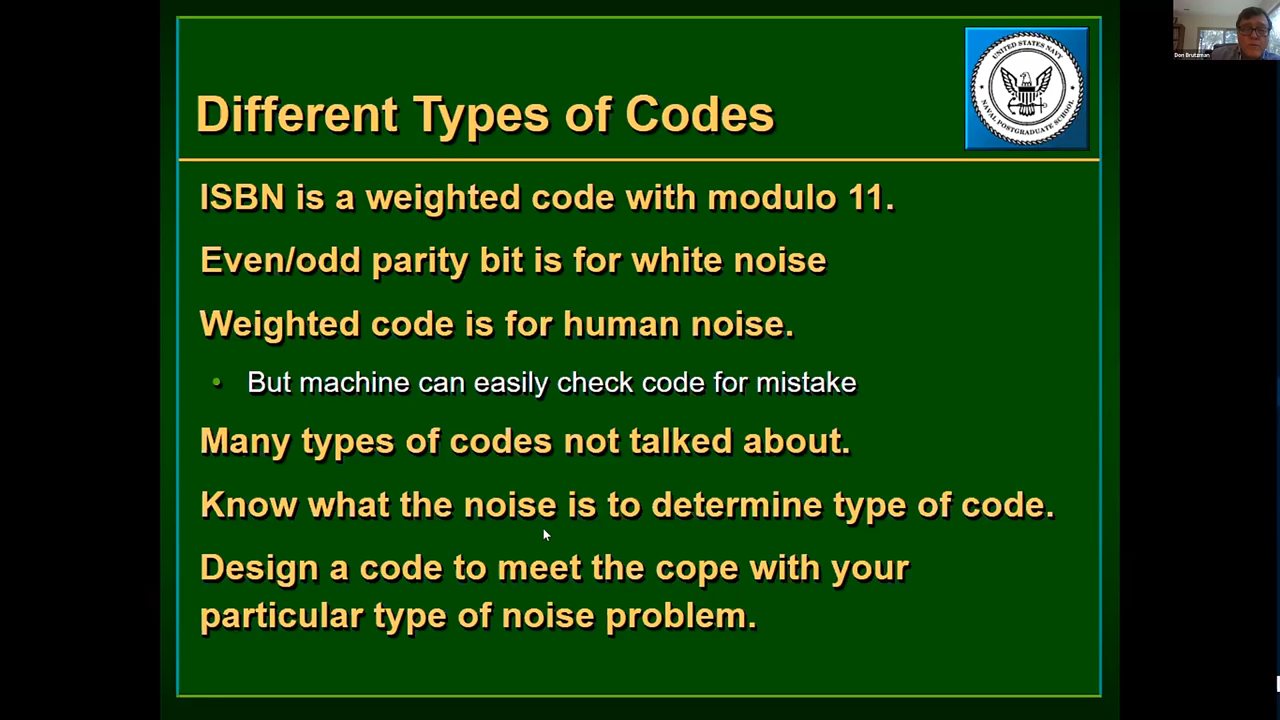 Don Brutzman
UNITED STATES NAVY
NAVAL POSTGRADUATE SCHOOL
Different Types of Codes
ISBN is a weighted code with modulo 11.
Even/odd parity bit is for white noise
Weighted code is for human noise.
• But machine can easily check code for mistake
Many types of codes not talked about.
Know what the noise is to determine type of code.
Design a code to meet the cope with your
particular type of noise problem.